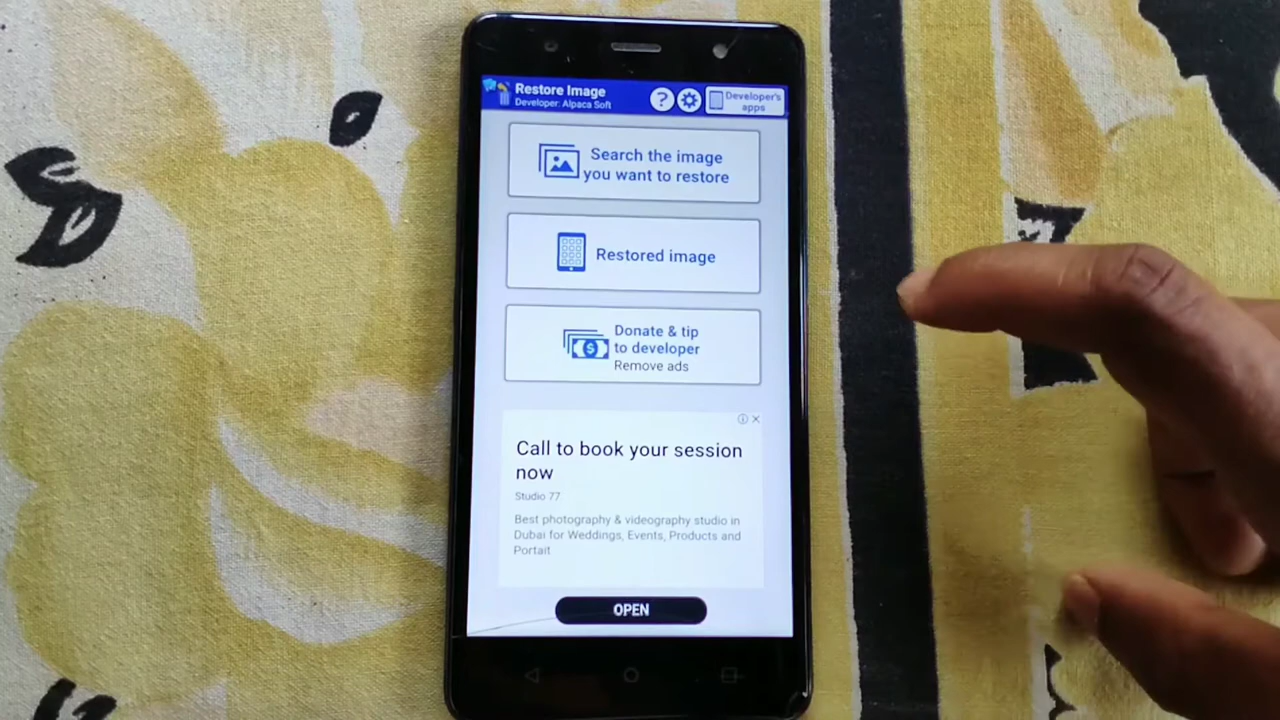 Restore Image
Developer: Alpaca Soft
?
Developer's
apps
Search the image
you want to restore
Restored image
Donate & tip
to developer
Remove ads
Call to book your session
now
Studio 77
Best photography & videography studio in
Dubai for Weddings, Events, Products and
Portait
OPEN